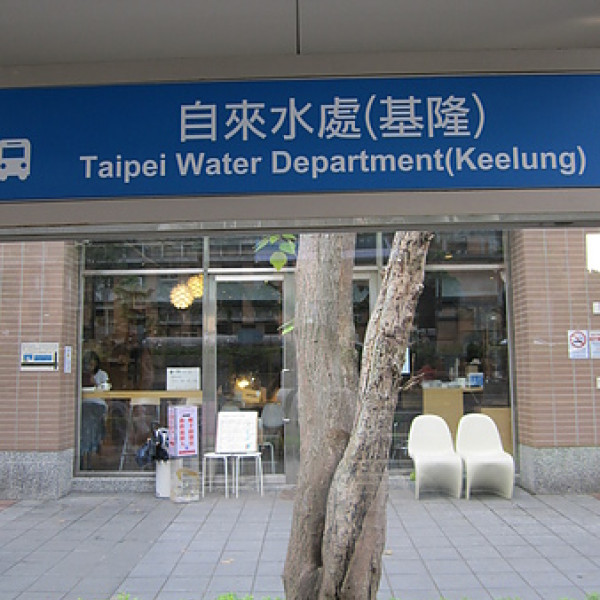 自來水處(基隆)
Taipei Water Department(Keelung)